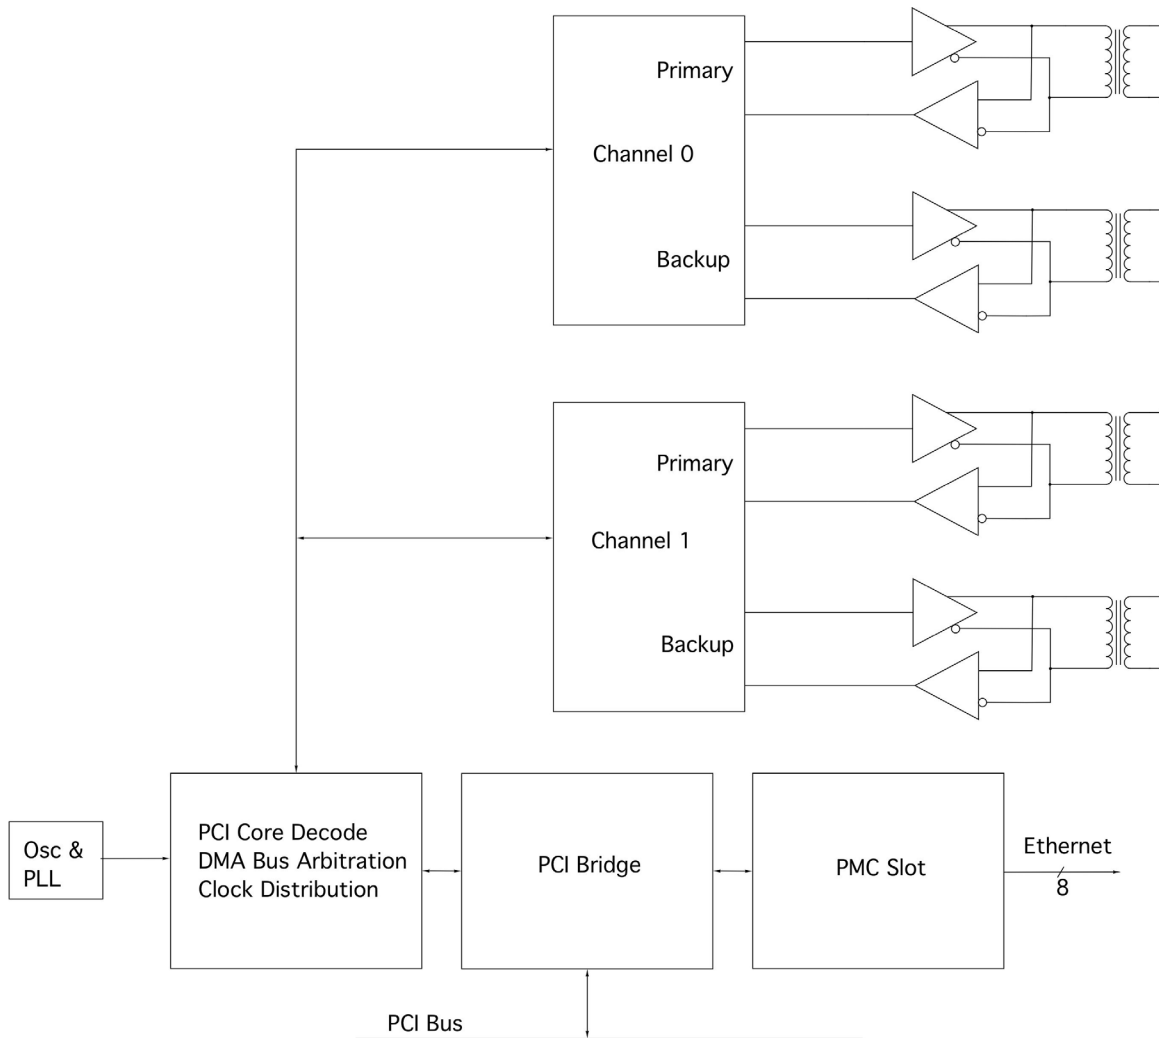 Primary
Channel 0
Backup
Primary
Channel 1
Backup
Osc &
PLL
PCI Core Decode
DMA Bus Arbitration
Clock Distribution
PCI Bridge
PMC Slot
Ethernet
8
PCI Bus